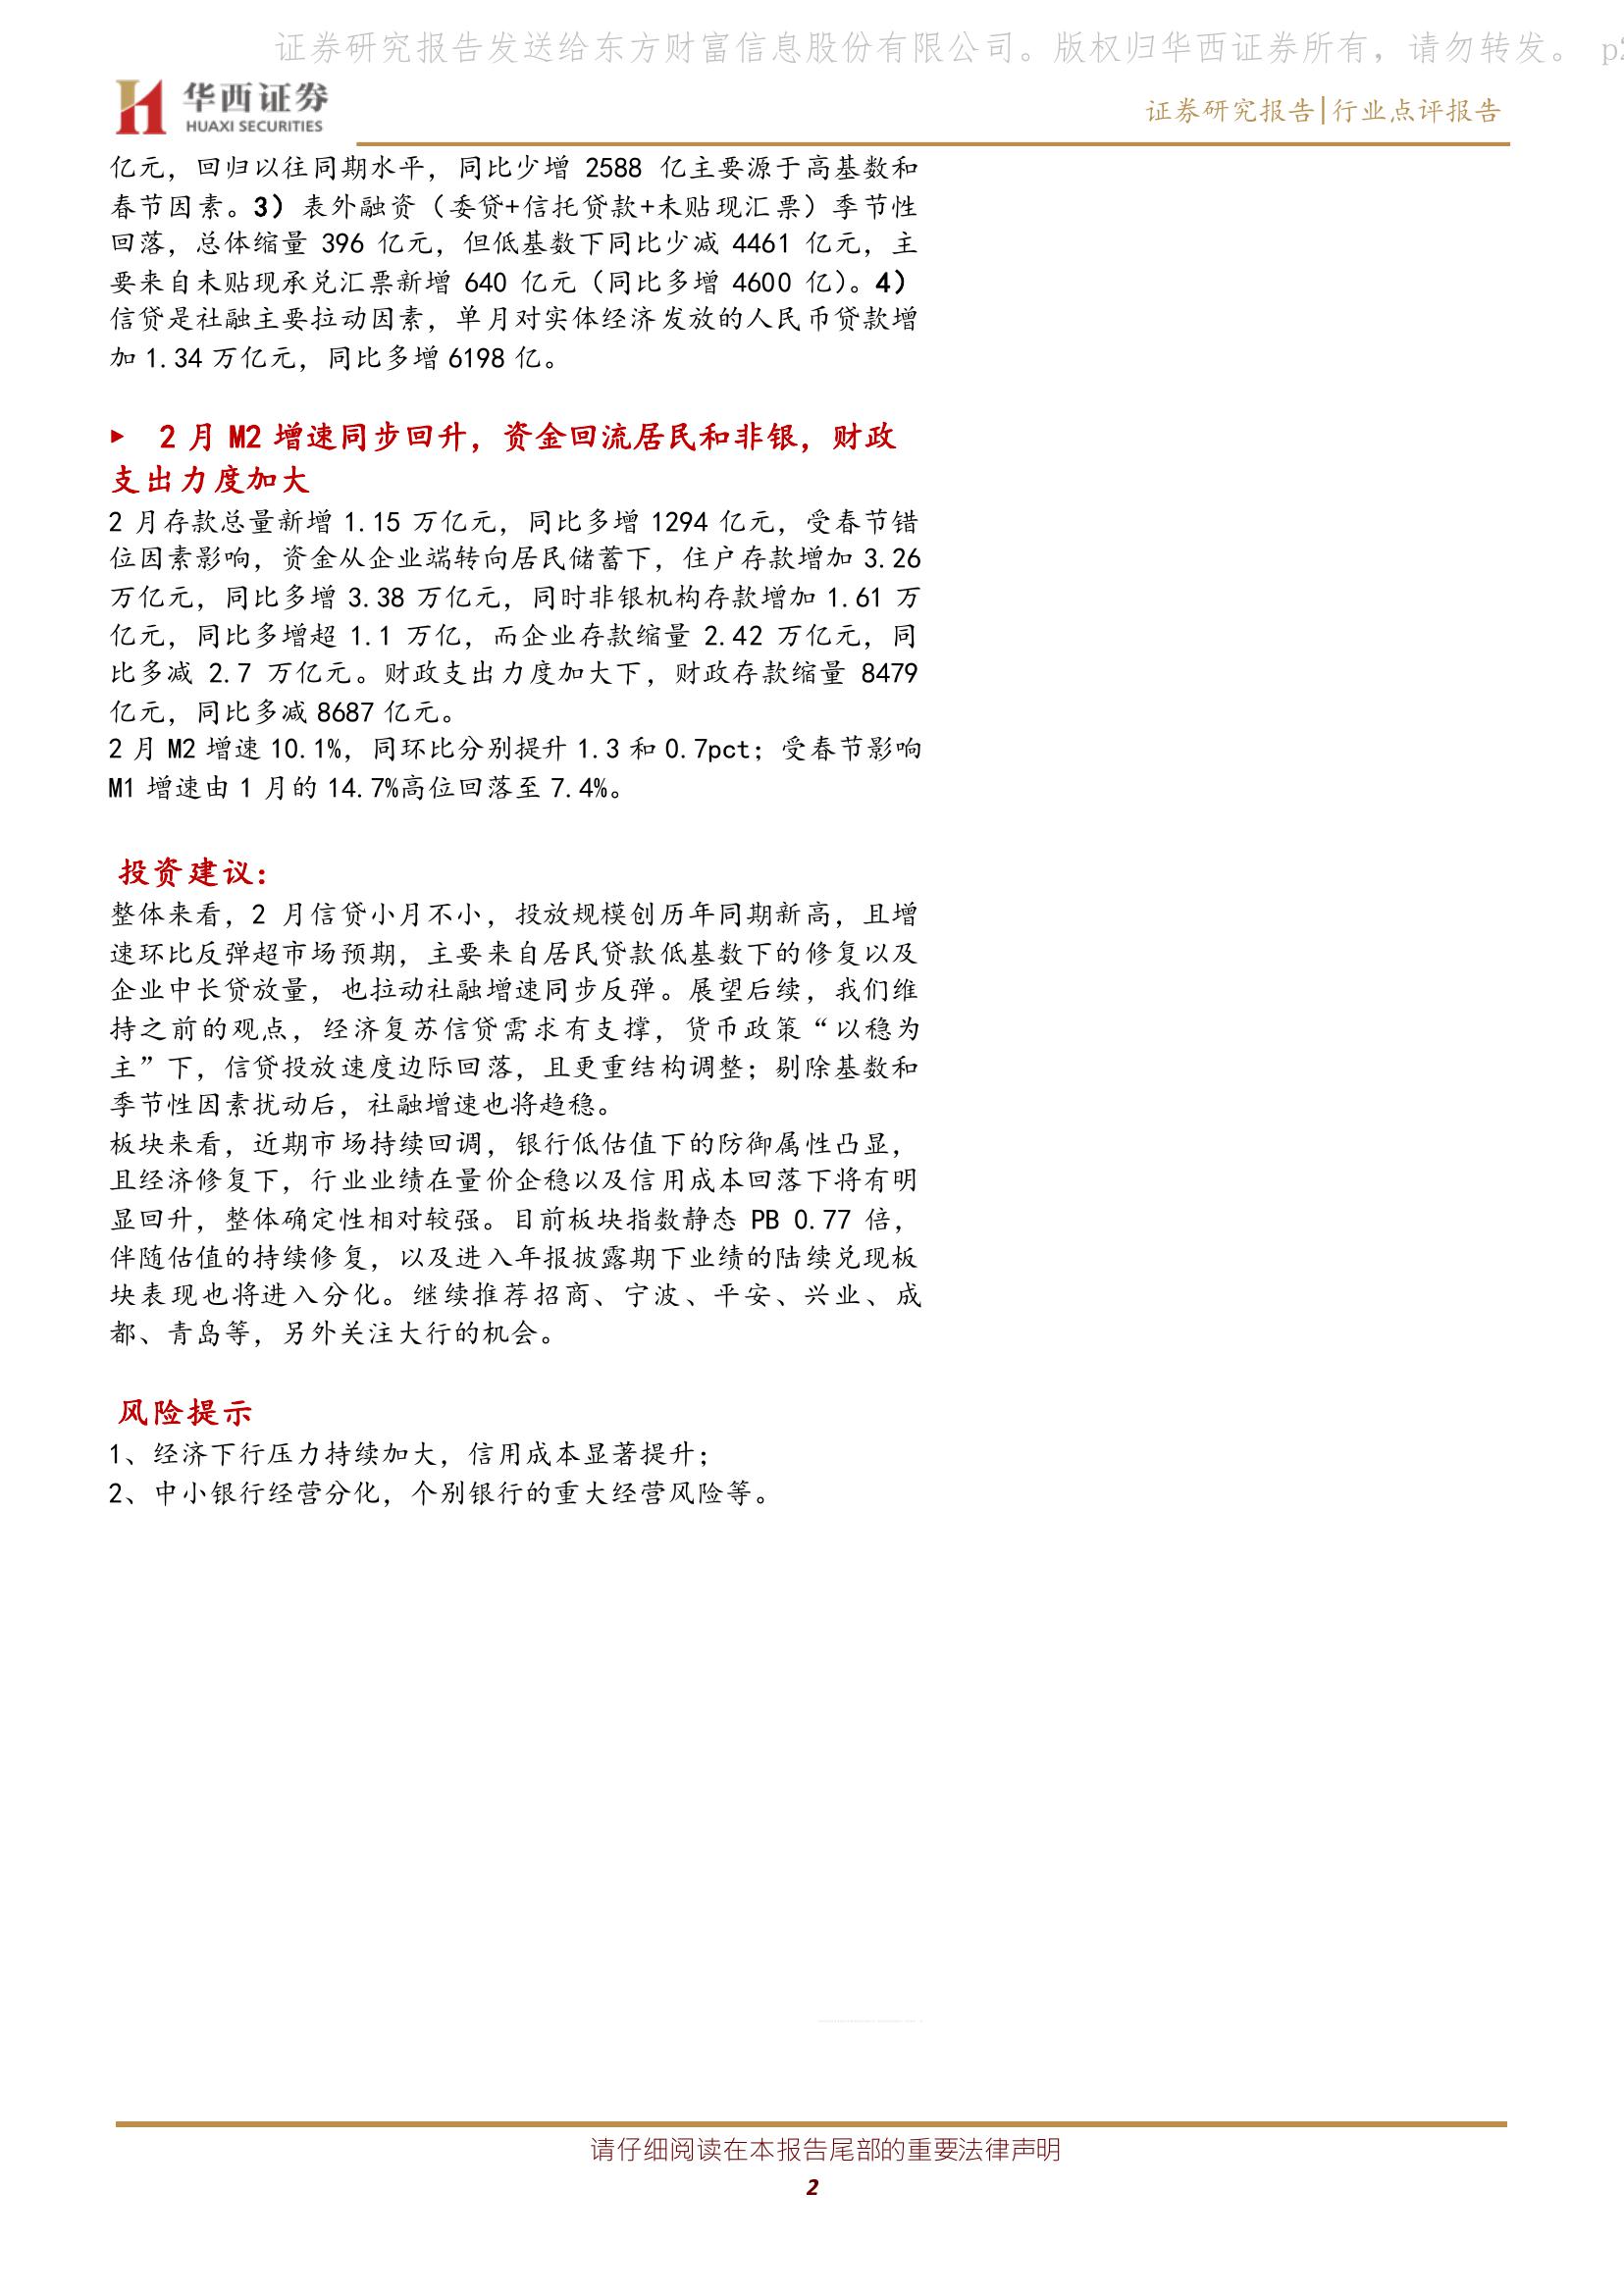 证券研究报告发送给东方财富信息股份有限公司。版权归华西证券所有，请勿转发。 p2
华西证券
HUAXI SECURITIES
证券研究报告|行业点评报告
亿元，回归以往同期水平，同比少增 2588 亿主要源于高基数和
春节因素。3）表外融资（委贷+信托贷款+未贴现汇票）季节性
回落，总体缩量 396 亿元，但低基数下同比少减 4461 亿元，主
要来自未贴现承兑汇票新增 640 亿元（同比多增 4600 亿）。4）
信贷是社融主要拉动因素，单月对实体经济发放的人民币贷款增
加 1.34 万亿元，同比多增 6198 亿。
► 2 月 M2 增速同步回升，资金回流居民和非银，财政
支出力度加大
2 月存款总量新增 1.15 万亿元，同比多增 1294 亿元，受春节错
位因素影响，资金从企业端转向居民储蓄下，住户存款增加 3.26
万亿元，同比多增 3.38 万亿元，同时非银机构存款增加 1.61 万
亿元，同比多增超 1.1 万亿，而企业存款缩量 2.42 万亿元，同
比多减 2.7 万亿元。财政支出力度加大下，财政存款缩量 8479
亿元，同比多减 8687 亿元。
2 月 M2 增速 10.1%，同环比分别提升 1.3 和 0.7pct；受春节影响
M1 增速由 1 月的 14.7%高位回落至 7.4%。
投资建议：
整体来看，2 月信贷小月不小，投放规模创历年同期新高，且增
速环比反弹超市场预期，主要来自居民贷款低基数下的修复以及
企业中长贷放量，也拉动社融增速同步反弹。展望后续，我们维
持之前的观点，经济复苏信贷需求有支撑，货币政策“以稳为
主”下，信贷投放速度边际回落，且更重结构调整；剔除基数和
季节性因素扰动后，社融增速也将趋稳。
板块来看，近期市场持续回调，银行低估值下的防御属性凸显，
且经济修复下，行业业绩在量价企稳以及信用成本回落下将有明
显回升，整体确定性相对较强。目前板块指数静态 PB 0.77 倍，
伴随估值的持续修复，以及进入年报披露期下业绩的陆续兑现板
块表现也将进入分化。继续推荐招商、宁波、平安、兴业、成
都、青岛等，另外关注大行的机会。
风险提示
1、经济下行压力持续加大，信用成本显著提升；
2、中小银行经营分化，个别银行的重大经营风险等。
请仔细阅读在本报告尾部的重要法律声明
2